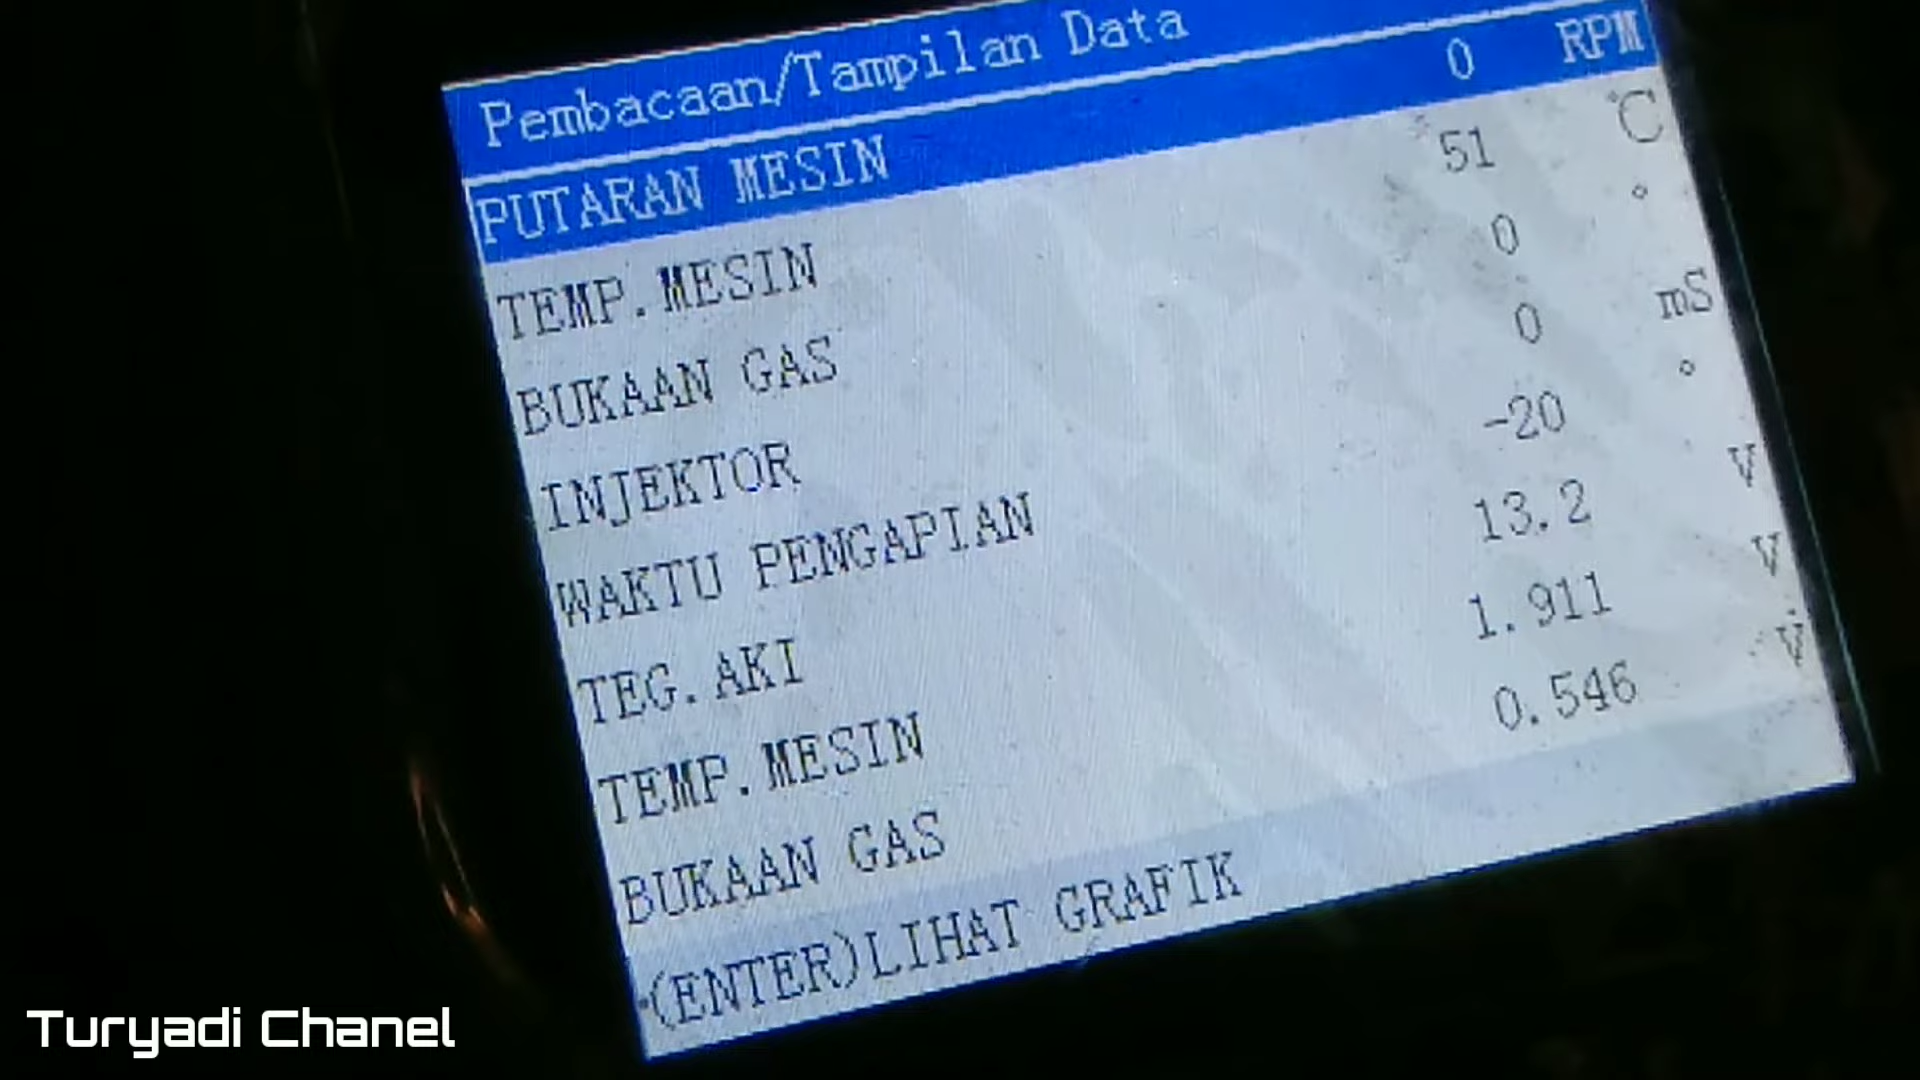 Pembacaan/Tampilan Data
PUTARAN MESIN 0 RPM
TEMP.MESIN 51 °C
BUKAAN GAS 0 °
INJEKTOR 0 mS
WAKTU PENGAPIAN -20 °
TEG.AKI 13.2 V
TEMP.MESIN 1.911 V
BUKAAN GAS 0.546 V
(ENTER)LIHAT GRAFIK
Turyadi Chanel